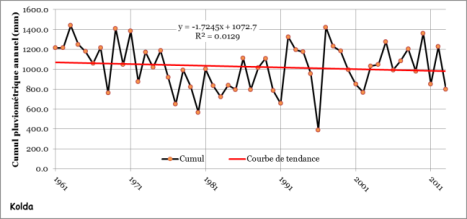 y = -1.7245x + 1072.7
R² = 0.0129
Cumul pluviométrique annuel (mm)
1600.0
1400.0
1200.0
1000.0
800.0
600.0
400.0
200.0
0.0
Cumul Courbe de tendance
1961 1971 1981 1991 2001 2011
Kolda